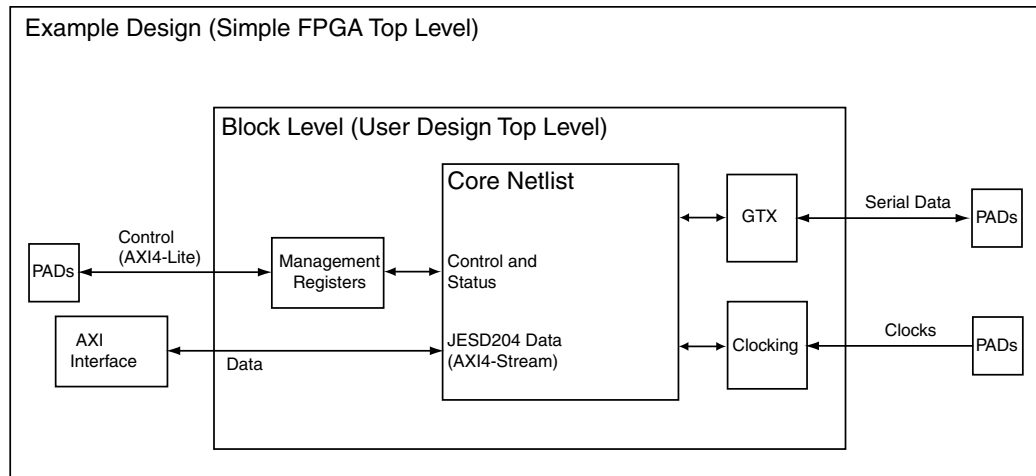 Example Design (Simple FPGA Top Level)
Block Level (User Design Top Level)
Core Netlist
GTX
Serial Data
PADs
Control
(AXI4-Lite)
PADs
Management
Registers
Control and
Status
AXI
Interface
Data
JESD204 Data
(AXI4-Stream)
Clocking
Clocks
PADs